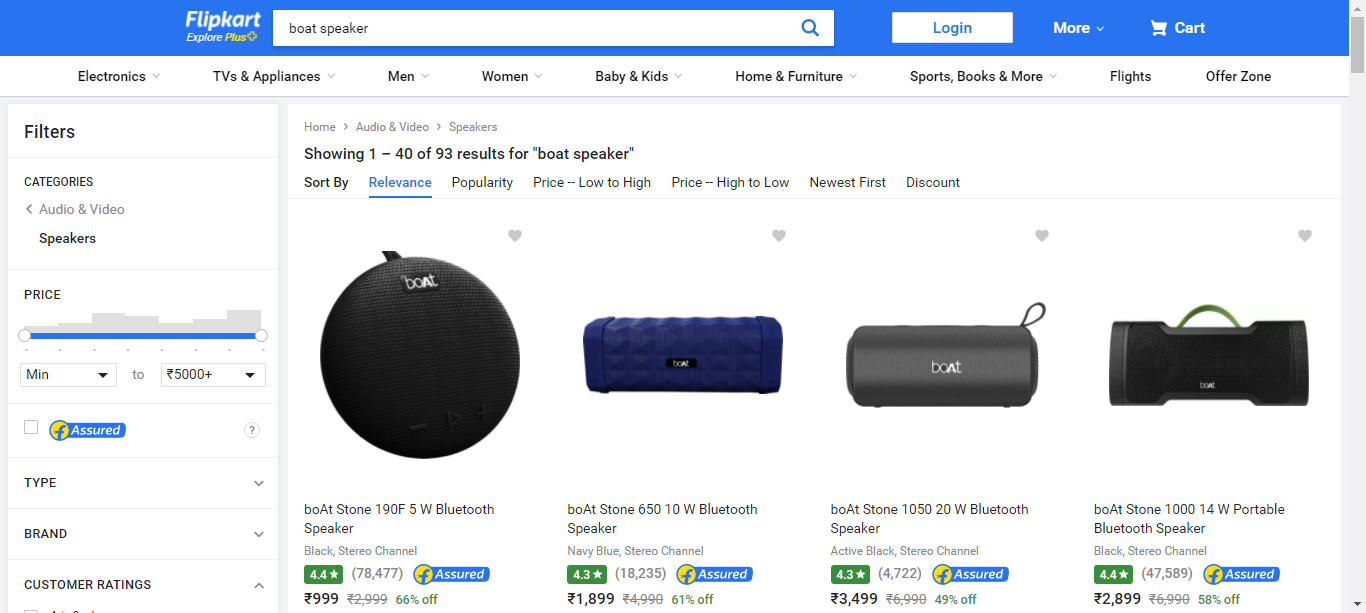 Flipkart
Explore Plus
boat speaker
Login
More
Cart
Electronics
TVs & Appliances
Men
Women
Baby & Kids
Home & Furniture
Sports, Books & More
Flights
Offer Zone
Filters
CATEGORIES
Audio & Video
Speakers
PRICE
Min
to
₹5000+
f Assured
?
TYPE
BRAND
CUSTOMER RATINGS
Home > Audio & Video > Speakers
Showing 1 – 40 of 93 results for "boat speaker"
Sort By Relevance Popularity Price -- Low to High Price -- High to Low Newest First Discount
boAt
boAt Stone 190F 5 W Bluetooth
Speaker
Black, Stereo Channel
4.4★ (78,477) f Assured
₹999 ₹2,999 66% off
boAt
boAt Stone 650 10 W Bluetooth
Speaker
Navy Blue, Stereo Channel
4.3★ (18,235) f Assured
₹1,899 ₹4,990 61% off
boAt
boAt Stone 1050 20 W Bluetooth
Speaker
Active Black, Stereo Channel
4.3★ (4,722) f Assured
₹3,499 ₹6,990 49% off
boAt
boAt Stone 1000 14 W Portable
Bluetooth Speaker
Black, Stereo Channel
4.4★ (47,589) f Assured
₹2,899 ₹6,990 58% off